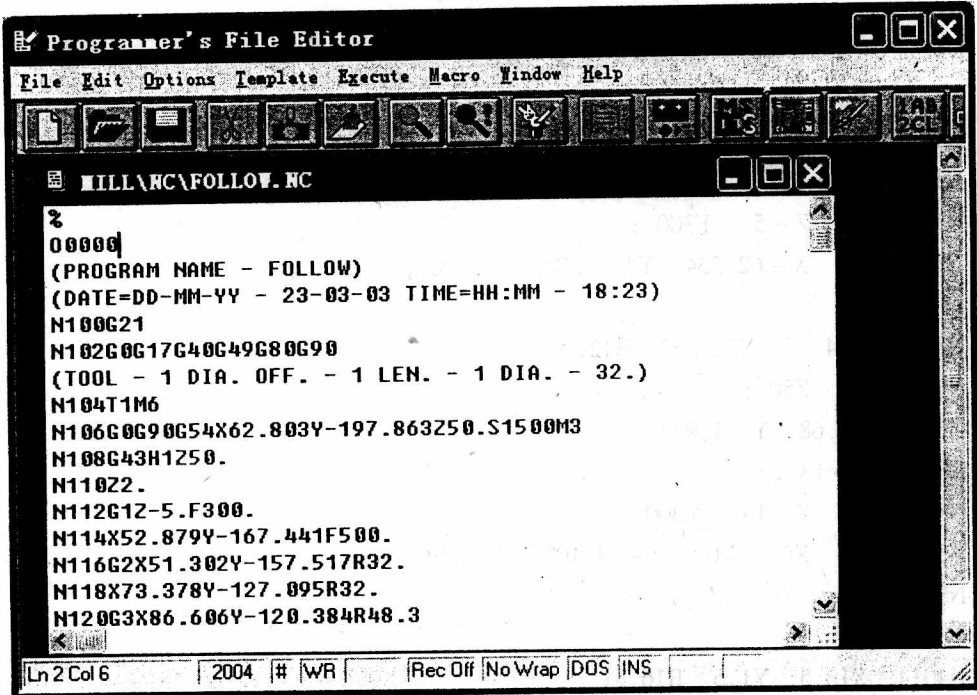 Programmer's File Editor
File Edit Options Template Execute Macro Window Help
MILL\NC\FOLLOW.NC
%
O0000
(PROGRAM NAME - FOLLOW)
(DATE=DD-MM-YY - 23-03-03 TIME=HH:MM - 18:23)
N100G21
N102G0G17G40G49G80G90
(TOOL - 1 DIA. OFF. - 1 LEN. - 1 DIA. - 32.)
N104T1M6
N106G0G90G54X62.803Y-197.863Z50.S1500M3
N108G43H1Z50.
N110Z2.
N112G1Z-5.F300.
N114X52.879Y-167.441F500.
N116G2X51.302Y-157.517R32.
N118X73.378Y-127.095R32.
N120G3X86.606Y-120.384R48.3
Ln 2 Col 6 2004 # WR Rec Off No Wrap DOS INS